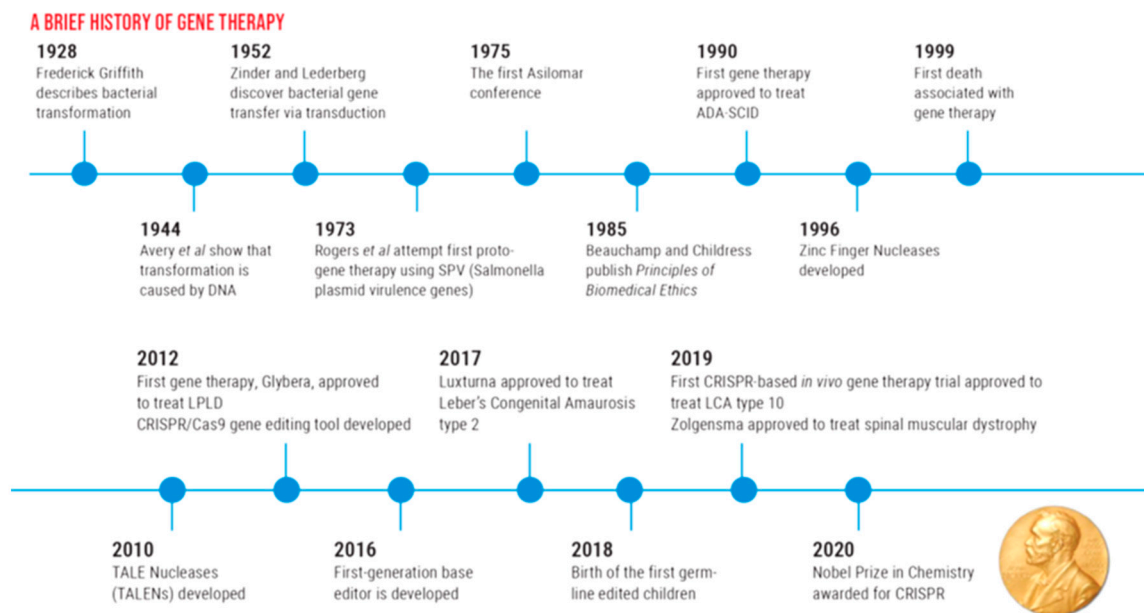 A BRIEF HISTORY OF GENE THERAPY
1928
Frederick Griffith
describes bacterial
transformation
1952
Zinder and Lederberg
discover bacterial gene
transfer via transduction
1975
The first Asilomar
conference
1990
First gene therapy
approved to treat
ADA-SCID
1999
First death
associated with
gene therapy
1944
Avery et al show that
transformation is
caused by DNA
1973
Rogers et al attempt first proto-
gene therapy using SPV (Salmonella
plasmid virulence genes)
1985
Beauchamp and Childress
publish Principles of
Biomedical Ethics
1996
Zinc Finger Nucleases
developed
2012
First gene therapy, Glybera, approved
to treat LPLD
CRISPR/Cas9 gene editing tool developed
2017
Luxturna approved to treat
Leber's Congenital Amaurosis
type 2
2019
First CRISPR-based in vivo gene therapy trial approved to
treat LCA type 10
Zolgensma approved to treat spinal muscular dystrophy
2010
TALE Nucleases
(TALENs) developed
2016
First-generation base
editor is developed
2018
Birth of the first germ-
line edited children
2020
Nobel Prize in Chemistry
awarded for CRISPR